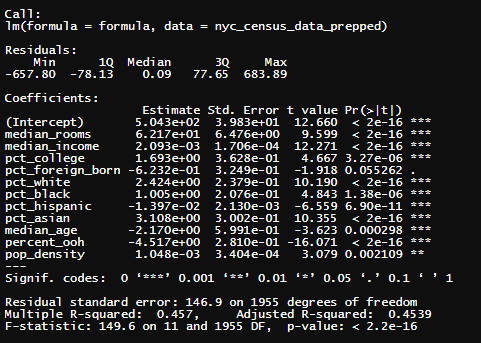 Call:
lm(formula = formula, data = nyc_census_data_prepped)

Residuals:
    Min      1Q  Median      3Q     Max
-657.80  -78.13    0.09   77.65  683.89

Coefficients:
                   Estimate Std. Error t value Pr(>|t|)
(Intercept)       5.043e+02  3.983e+01  12.660  < 2e-16 ***
median_rooms      6.217e+01  6.476e+00   9.599  < 2e-16 ***
median_income     2.093e-03  1.706e-04  12.271  < 2e-16 ***
pct_college       1.693e+00  3.628e-01   4.667 3.27e-06 ***
pct_foreign_born -6.232e-01  3.249e-01  -1.918 0.055262 .
pct_white         2.424e+00  2.379e-01  10.190  < 2e-16 ***
pct_black         1.005e+00  2.076e-01   4.843 1.38e-06 ***
pct_hispanic     -1.397e-02  2.130e-03  -6.559 6.90e-11 ***
pct_asian         3.108e+00  3.002e-01  10.355  < 2e-16 ***
median_age       -2.170e+00  5.991e-01  -3.623 0.000298 ***
percent_ooh      -4.517e+00  2.810e-01 -16.071  < 2e-16 ***
pop_density       1.048e-03  3.404e-04   3.079 0.002109 **
---
Signif. codes:  0 ‘***’ 0.001 ‘**’ 0.01 ‘*’ 0.05 ‘.’ 0.1 ‘ ’ 1

Residual standard error: 146.9 on 1955 degrees of freedom
Multiple R-squared:  0.457,	Adjusted R-squared:  0.4539
F-statistic: 149.6 on 11 and 1955 DF,  p-value: < 2.2e-16